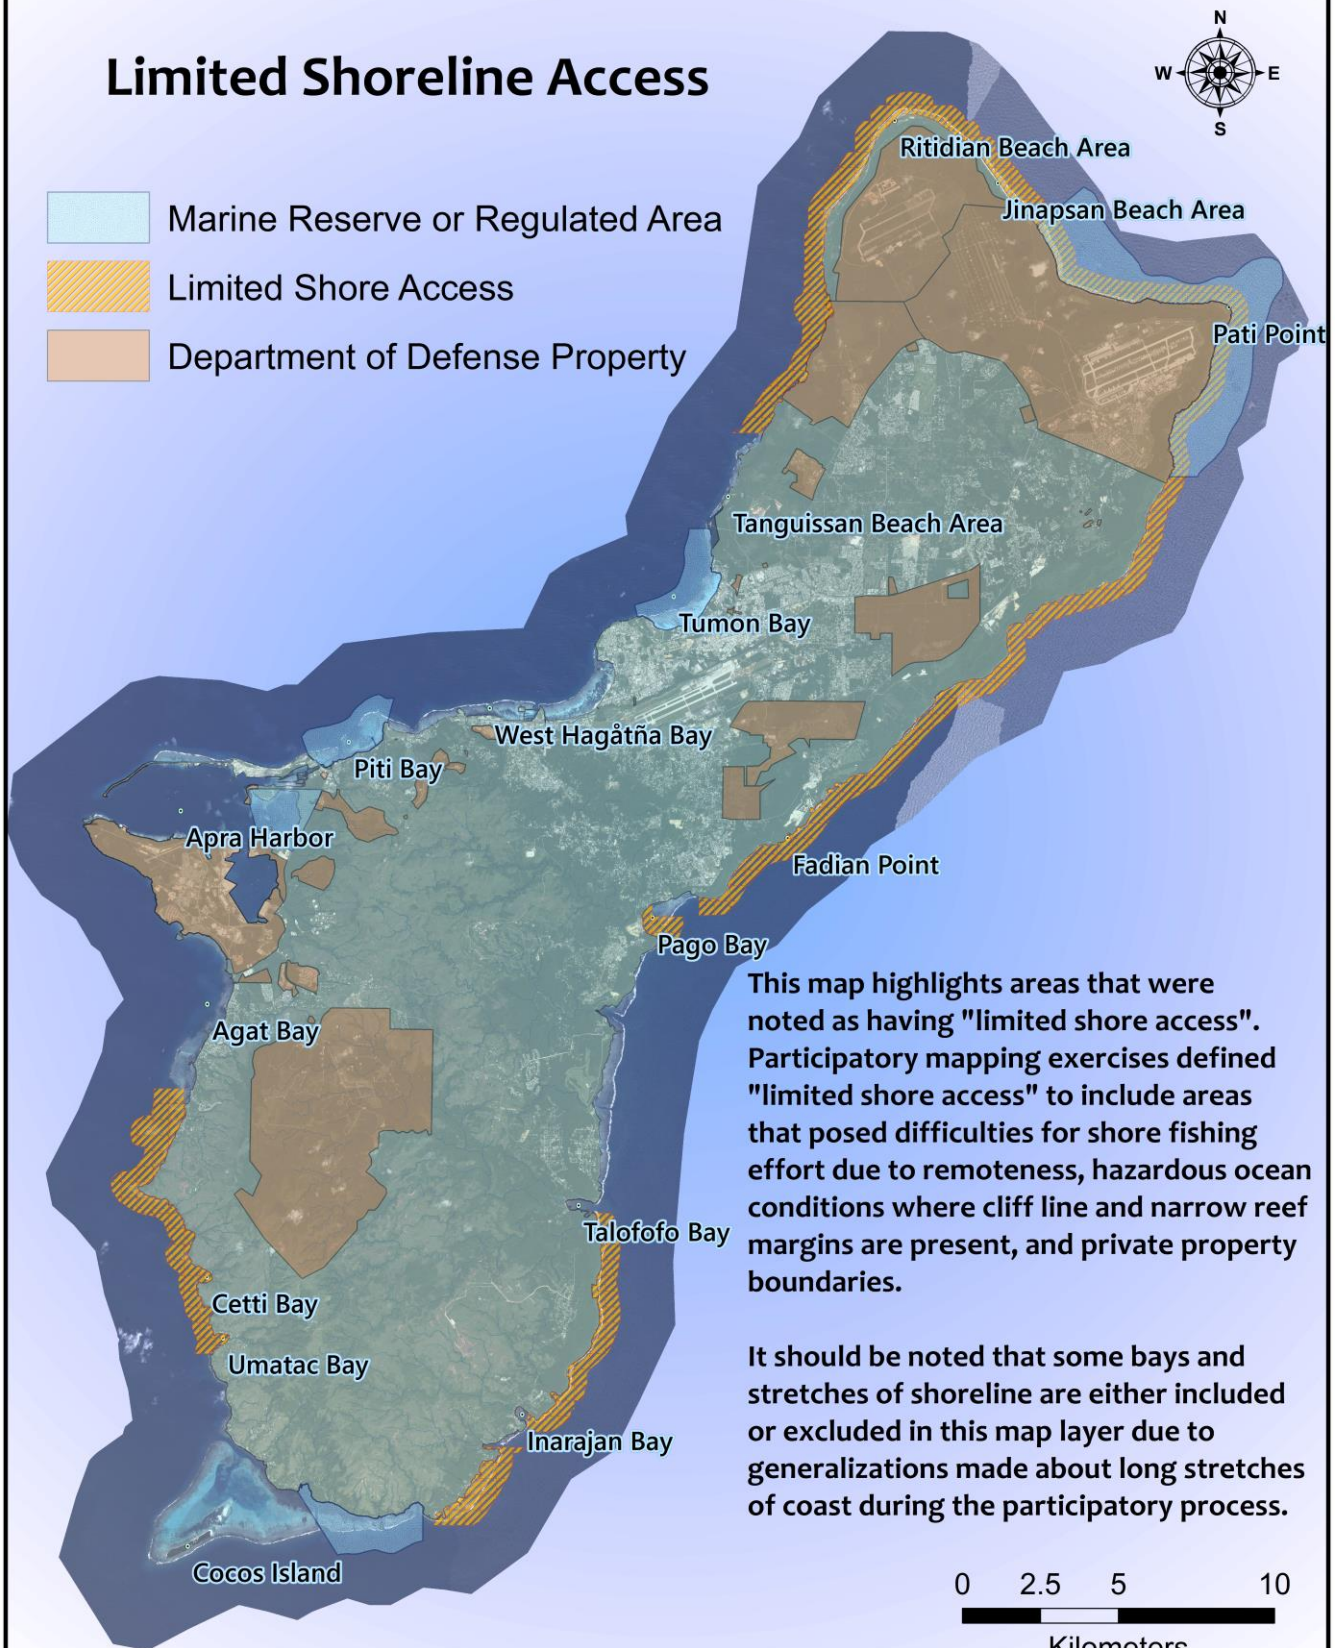 Limited Shoreline Access
N
W
E
S
Marine Reserve or Regulated Area
Limited Shore Access
Department of Defense Property
Ritidian Beach Area
Jinapsan Beach Area
Pati Point
Tanguissan Beach Area
Tumon Bay
West Hagåtña Bay
Piti Bay
Apra Harbor
Fadian Point
Pago Bay
Agat Bay
Talofofo Bay
Cetti Bay
Umatac Bay
Inarajan Bay
Cocos Island
This map highlights areas that were
noted as having "limited shore access".
Participatory mapping exercises defined
"limited shore access" to include areas
that posed difficulties for shore fishing
effort due to remoteness, hazardous ocean
conditions where cliff line and narrow reef
margins are present, and private property
boundaries.
It should be noted that some bays and
stretches of shoreline are either included
or excluded in this map layer due to
generalizations made about long stretches
of coast during the participatory process.
0 2.5 5 10
Kilometers